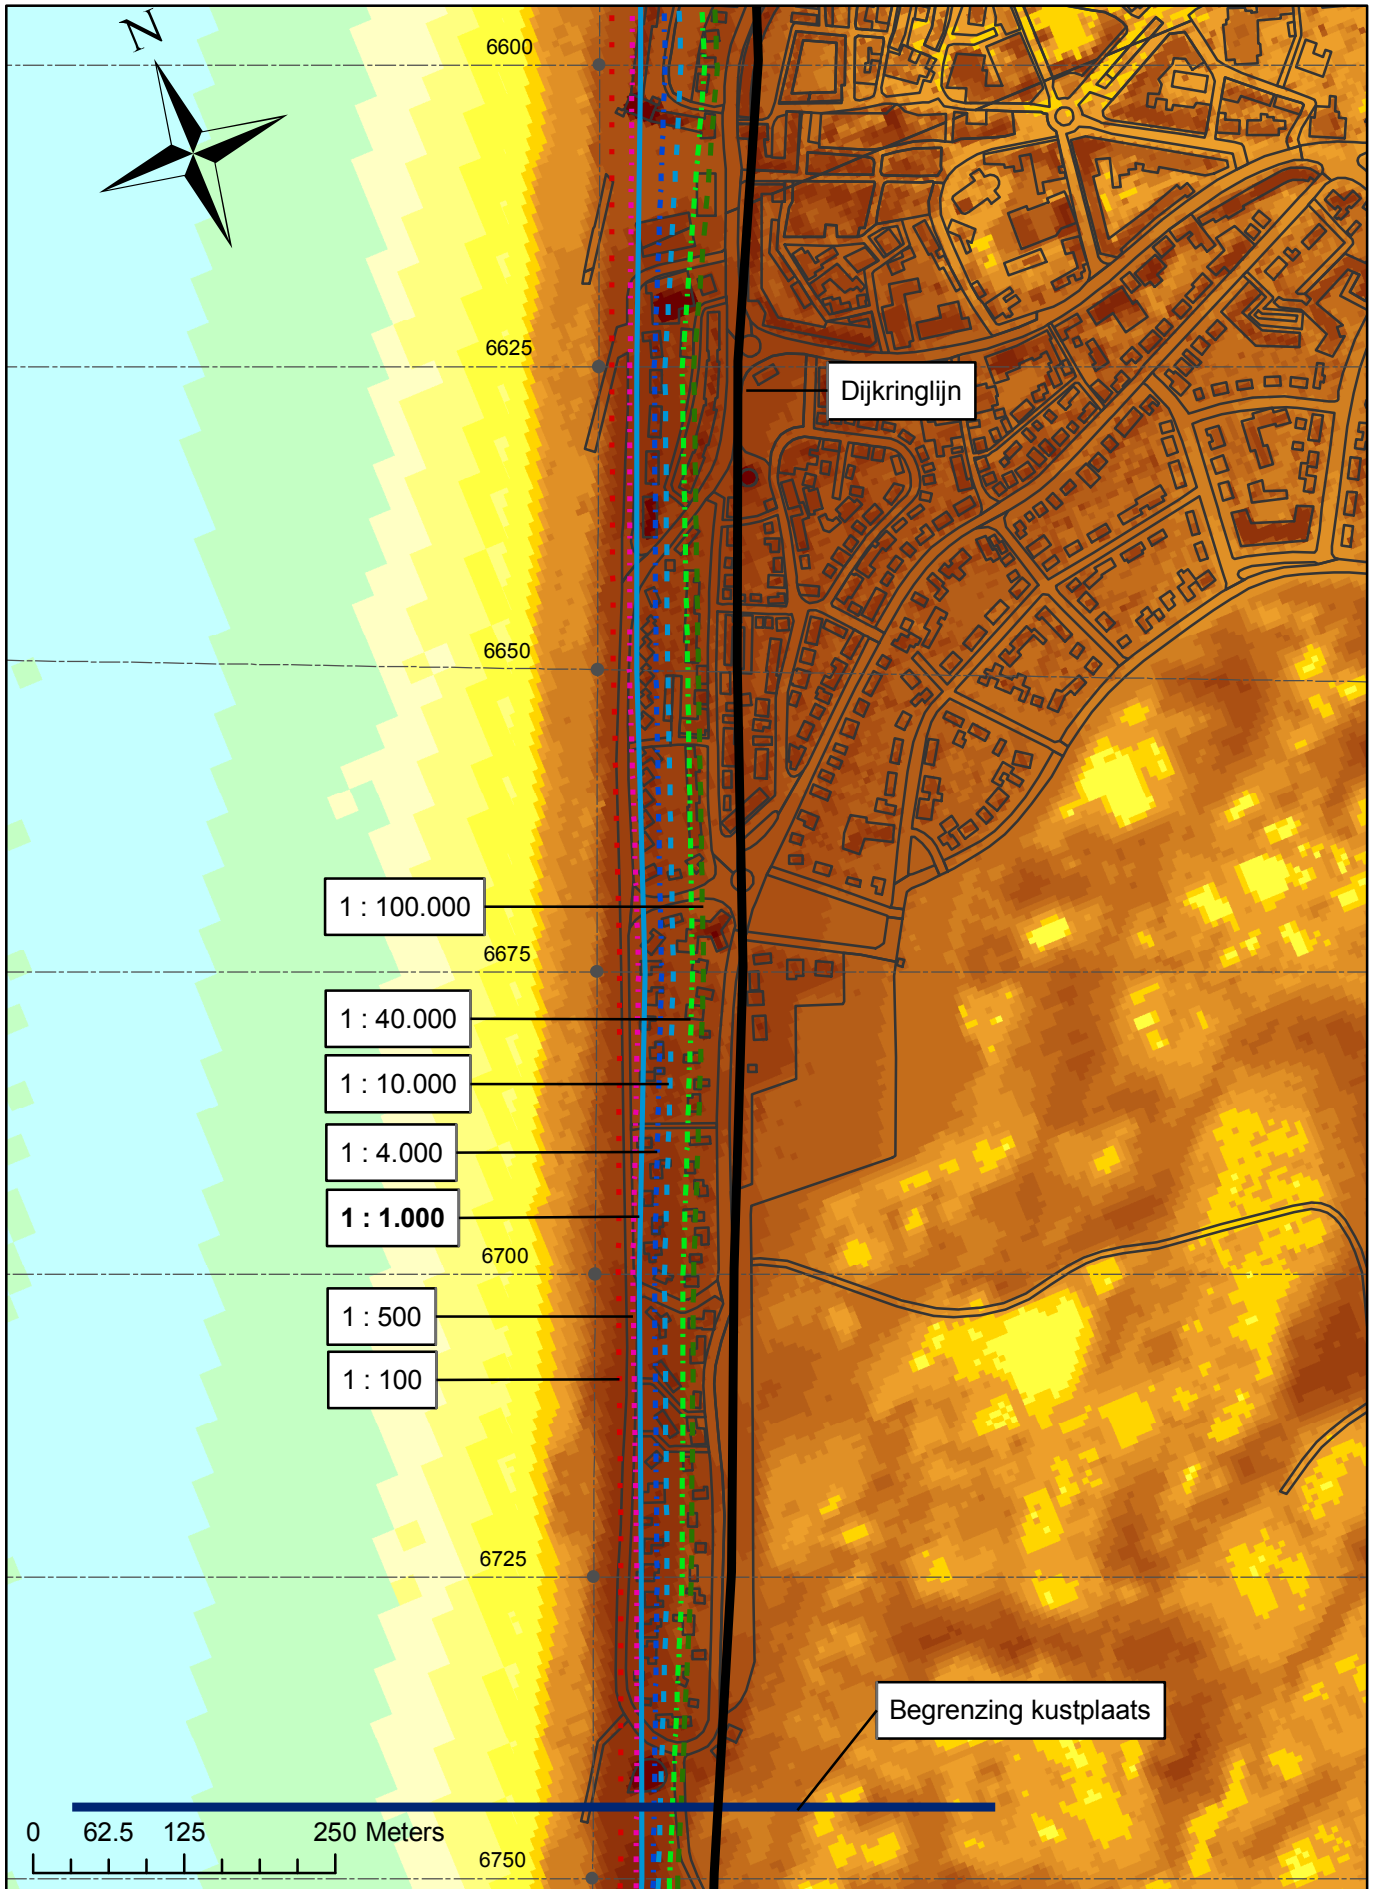 N
6600
6625
Dijkringlijn
6650
1 : 100.000
6675
1 : 40.000
1 : 10.000
1 : 4.000
1 : 1.000
6700
1 : 500
1 : 100
6725
Begrenzing kustplaats
0 62.5 125 250 Meters
6750